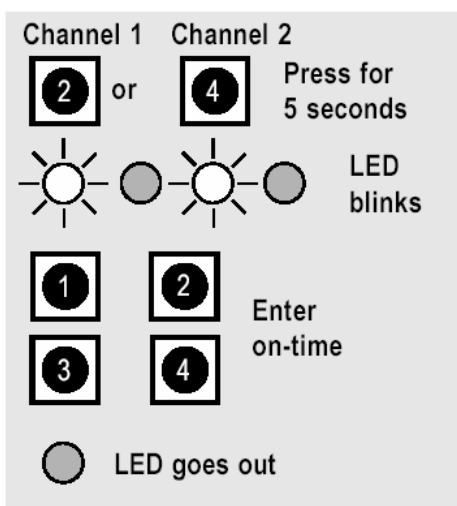 Channel 1 Channel 2
2 or 4 Press for
5 seconds
LED
blinks
1 2
Enter
on-time
3 4
LED goes out